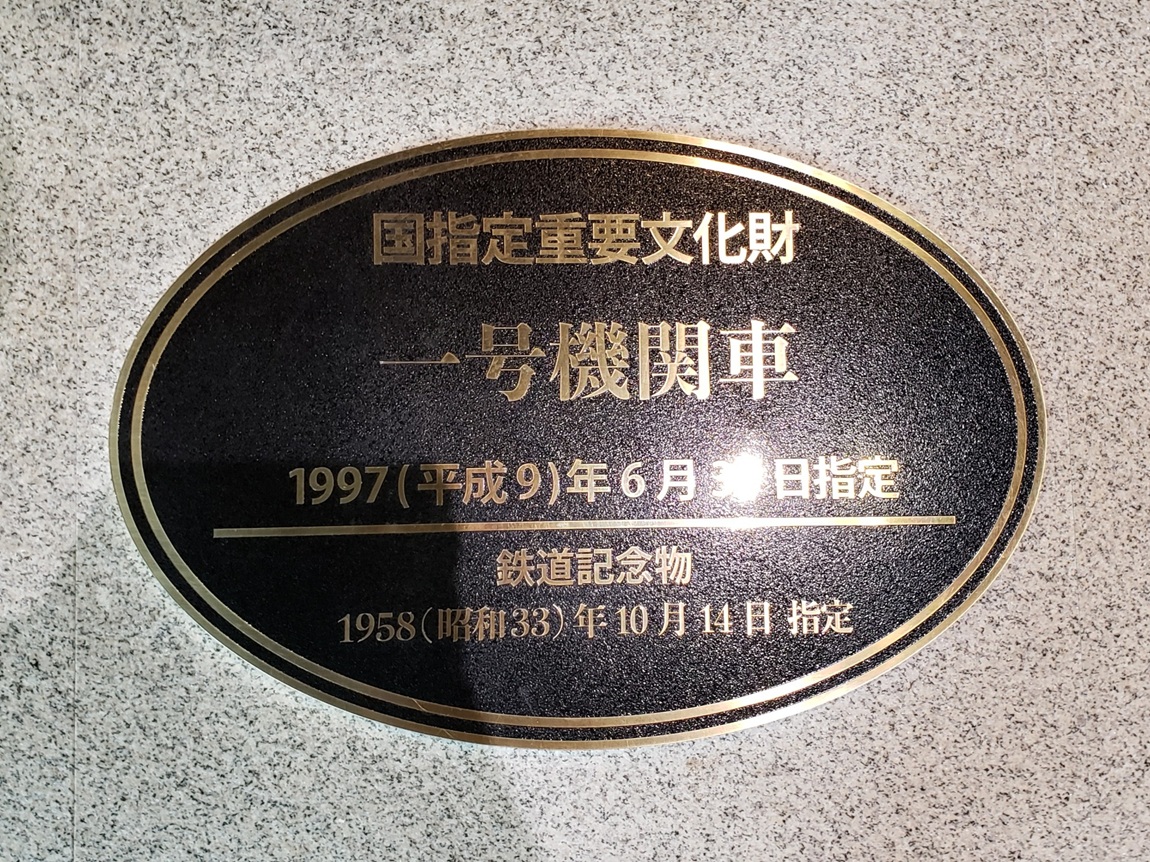 国指定重要文化財
一号機関車
1997(平成9)年6月 日指定
鉄道記念物
1958(昭和33)年10月14日 指定